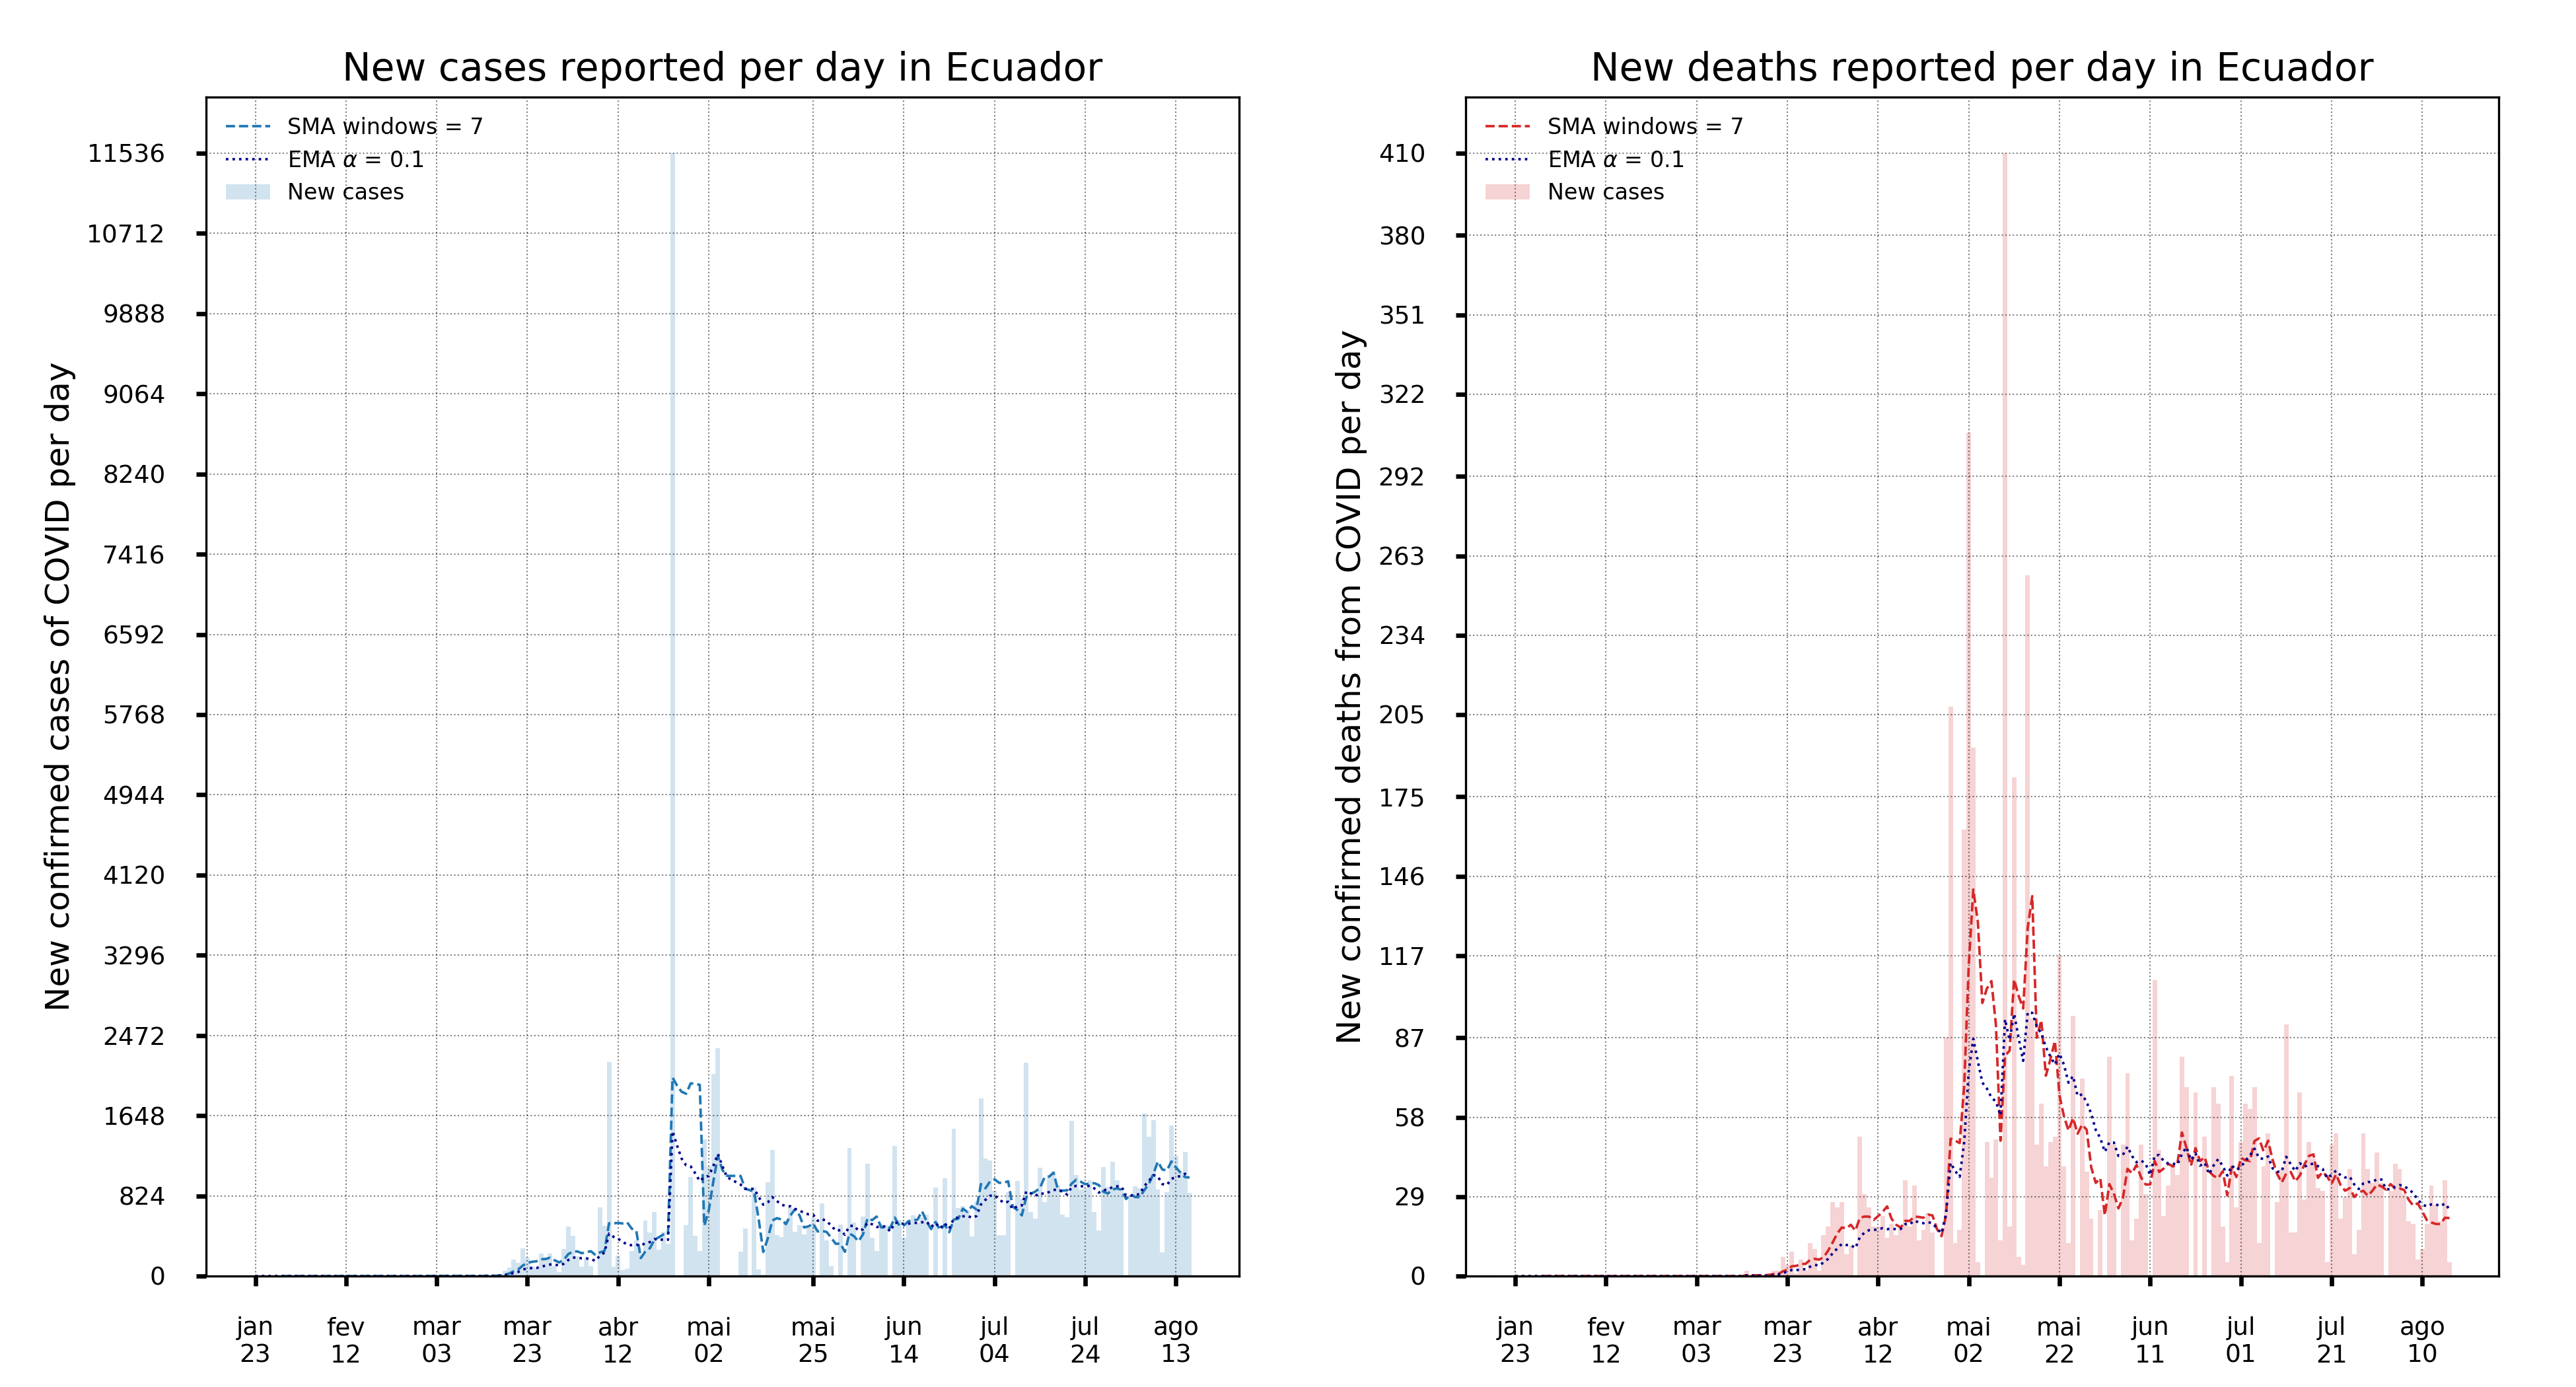 New cases reported per day in Ecuador
SMA windows = 7
EMA α = 0.1
New cases
New confirmed cases of COVID per day
11536
10712
9888
9064
8240
7416
6592
5768
4944
4120
3296
2472
1648
824
0
jan 23
fev 12
mar 03
mar 23
abr 12
mai 02
mai 25
jun 14
jul 04
jul 24
ago 13
New deaths reported per day in Ecuador
SMA windows = 7
EMA α = 0.1
New cases
New confirmed deaths from COVID per day
410
380
351
322
292
263
234
205
175
146
117
87
58
29
0
jan 23
fev 12
mar 03
mar 23
abr 12
mai 02
mai 22
jun 11
jul 01
jul 21
ago 10